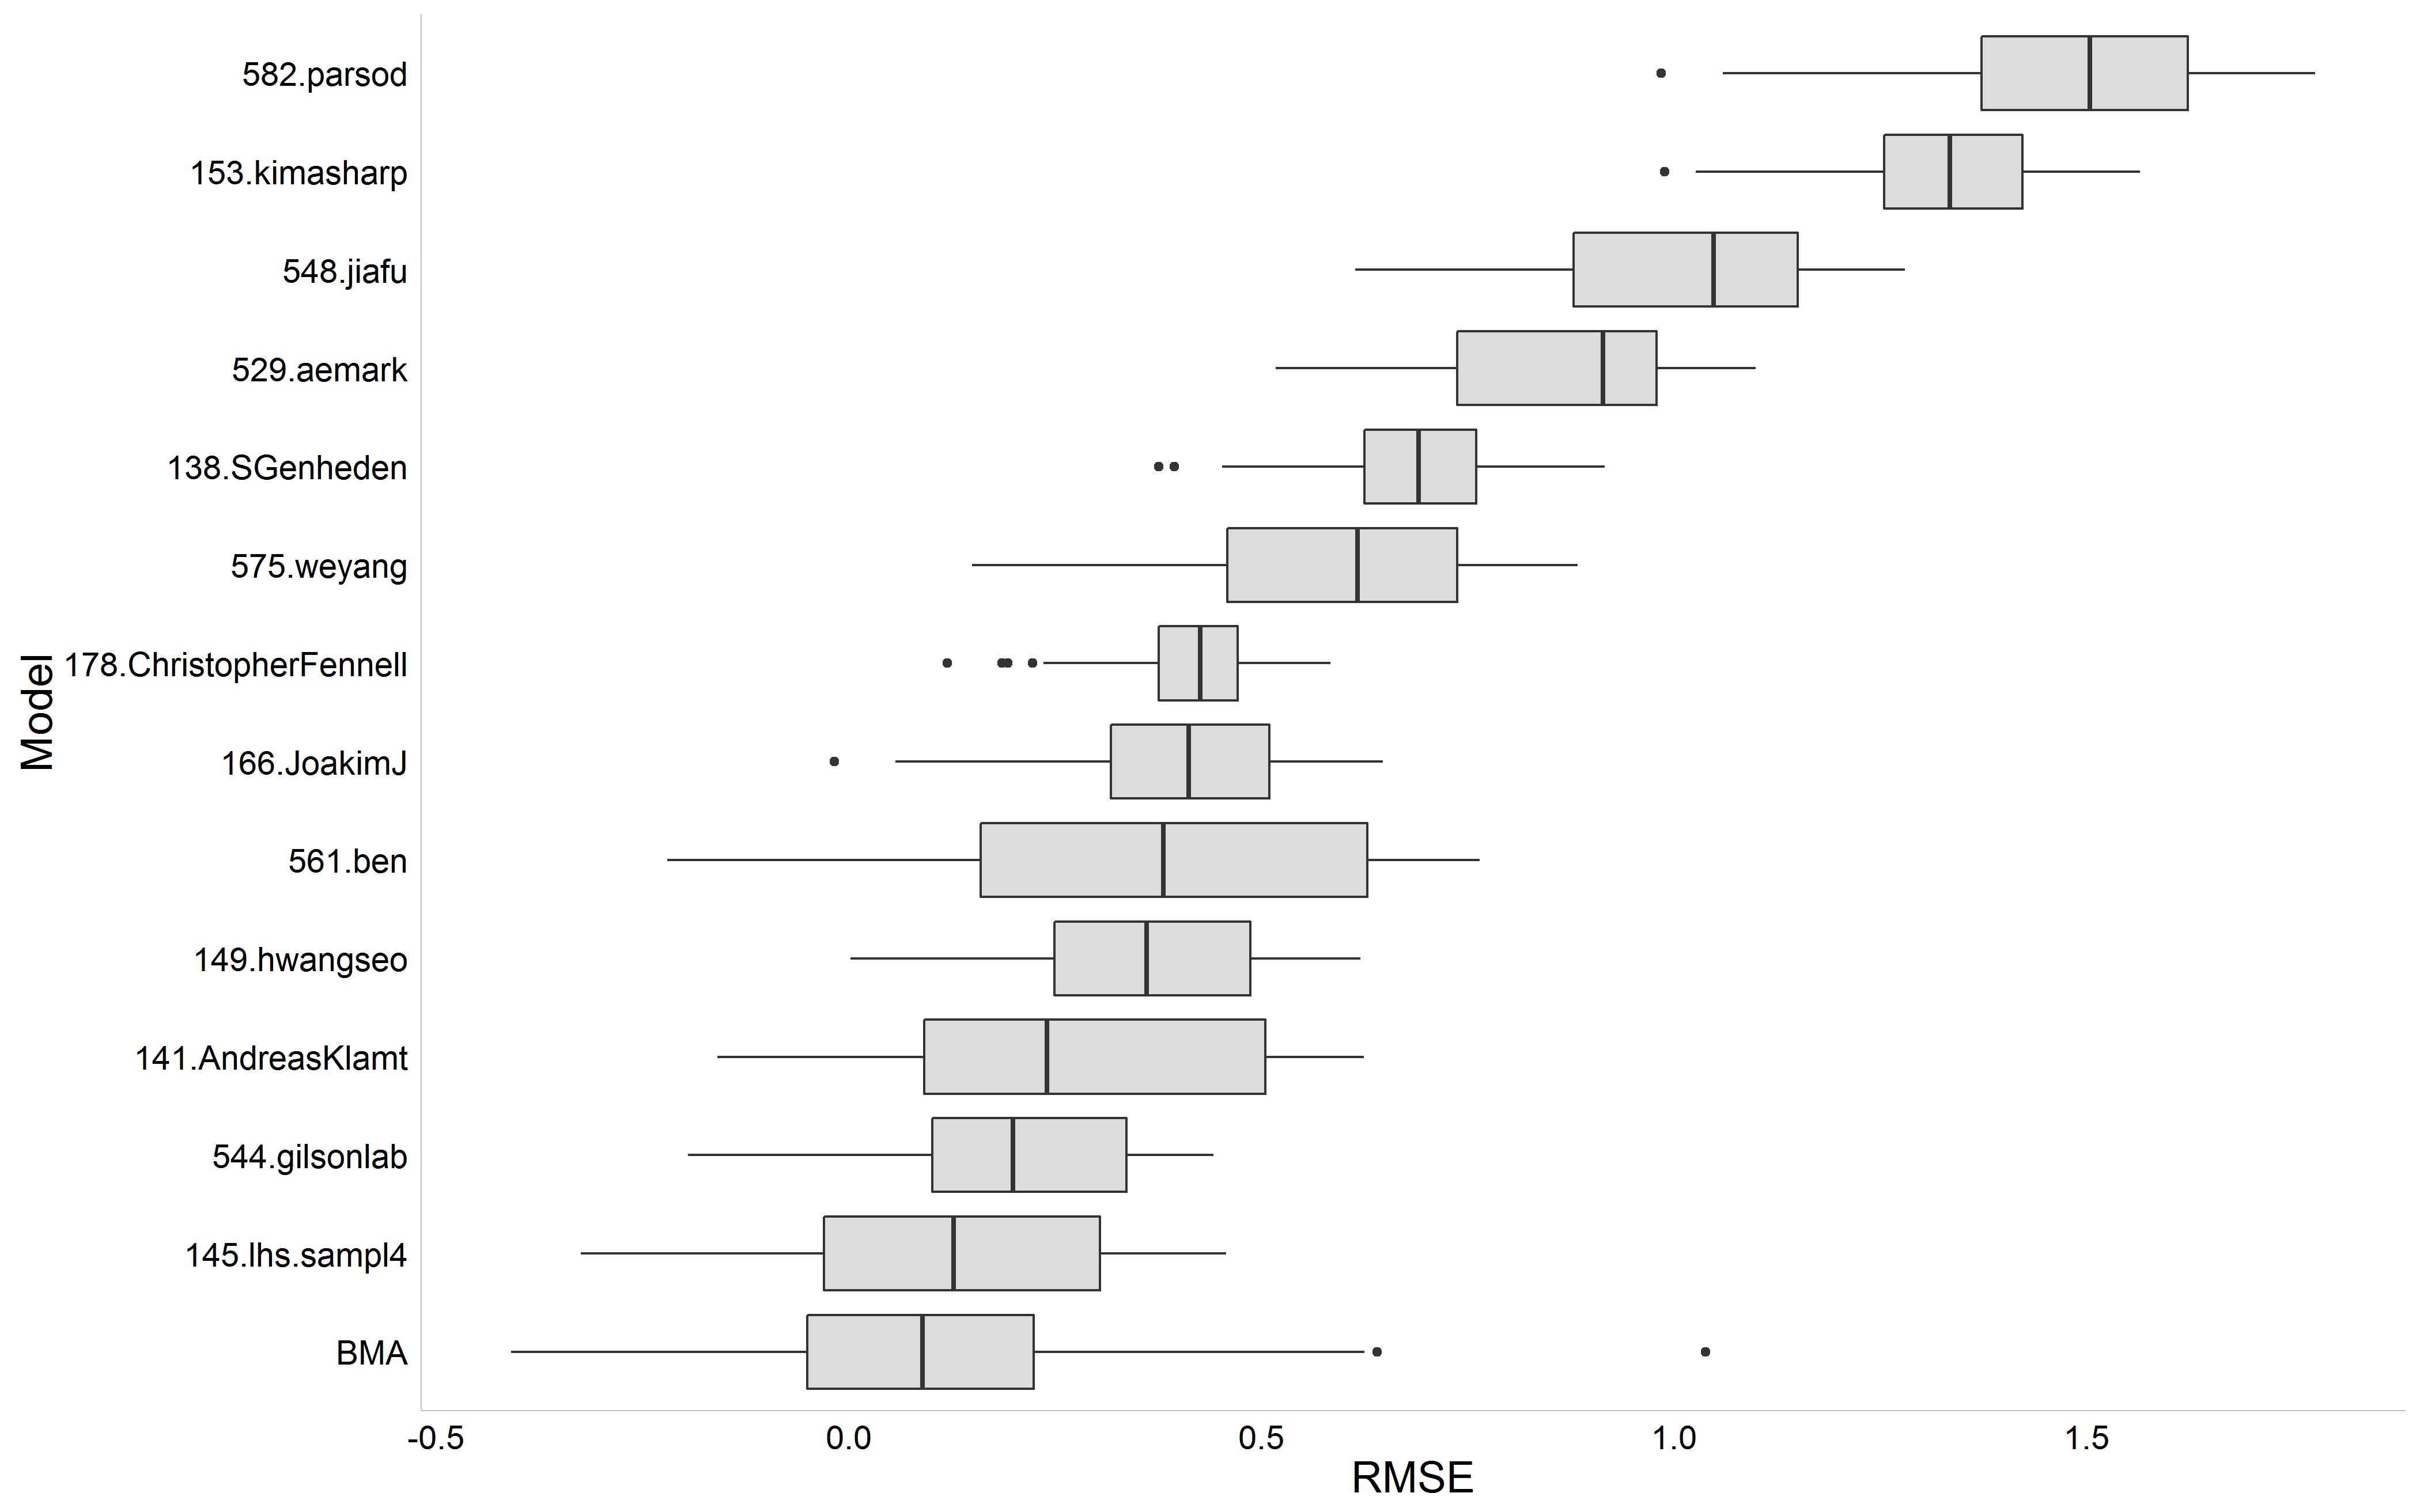 582.parsod
153.kimasharp
548.jiafu
529.aemark
138.SGenheden
575.weyang
178.ChristopherFennell
166.JoakimJ
561.ben
149.hwangseo
141.AndreasKlamt
544.gilsonlab
145.lhs.sampl4
BMA
Model
-0.5 0.0 0.5 1.0 1.5
RMSE